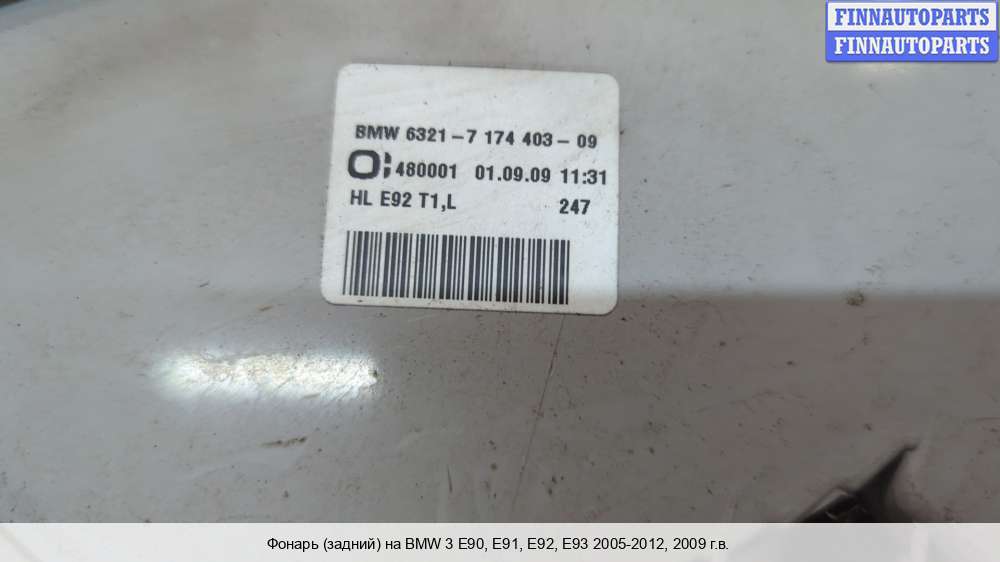 FINNAUTOPARTS
FINNAUTOPARTS
BMW 6321-7 174 403-09
480001 01.09.09 11:31
HL E92 T1,L 247
Фонарь (задний) на BMW 3 E90, E91, E92, E93 2005-2012, 2009 г.в.